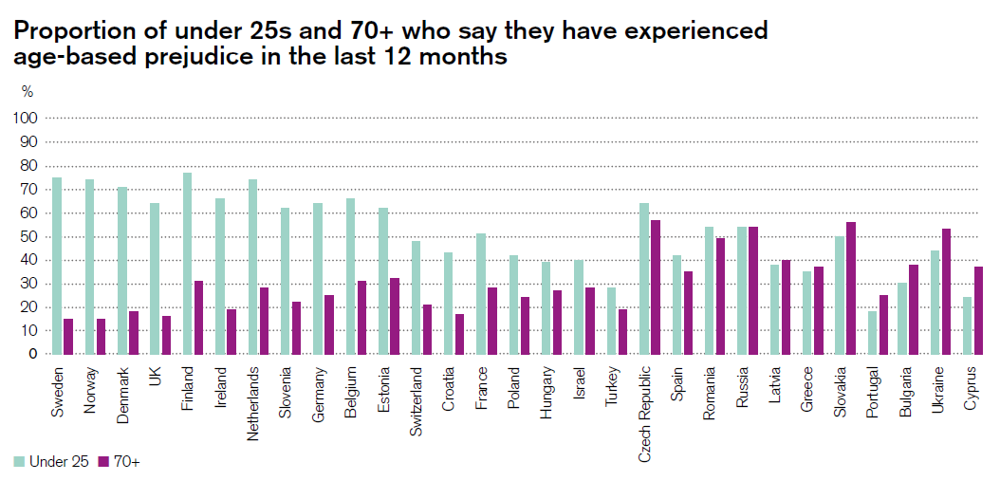 Proportion of under 25s and 70+ who say they have experienced
age-based prejudice in the last 12 months
%
100
90
80
70
60
50
40
30
20
10
0
Sweden
Norway
Denmark
UK
Finland
Ireland
Netherlands
Slovenia
Germany
Belgium
Estonia
Switzerland
Croatia
France
Poland
Hungary
Israel
Turkey
Czech Republic
Spain
Romania
Russia
Latvia
Greece
Slovakia
Portugal
Bulgaria
Ukraine
Cyprus
Under 25 70+